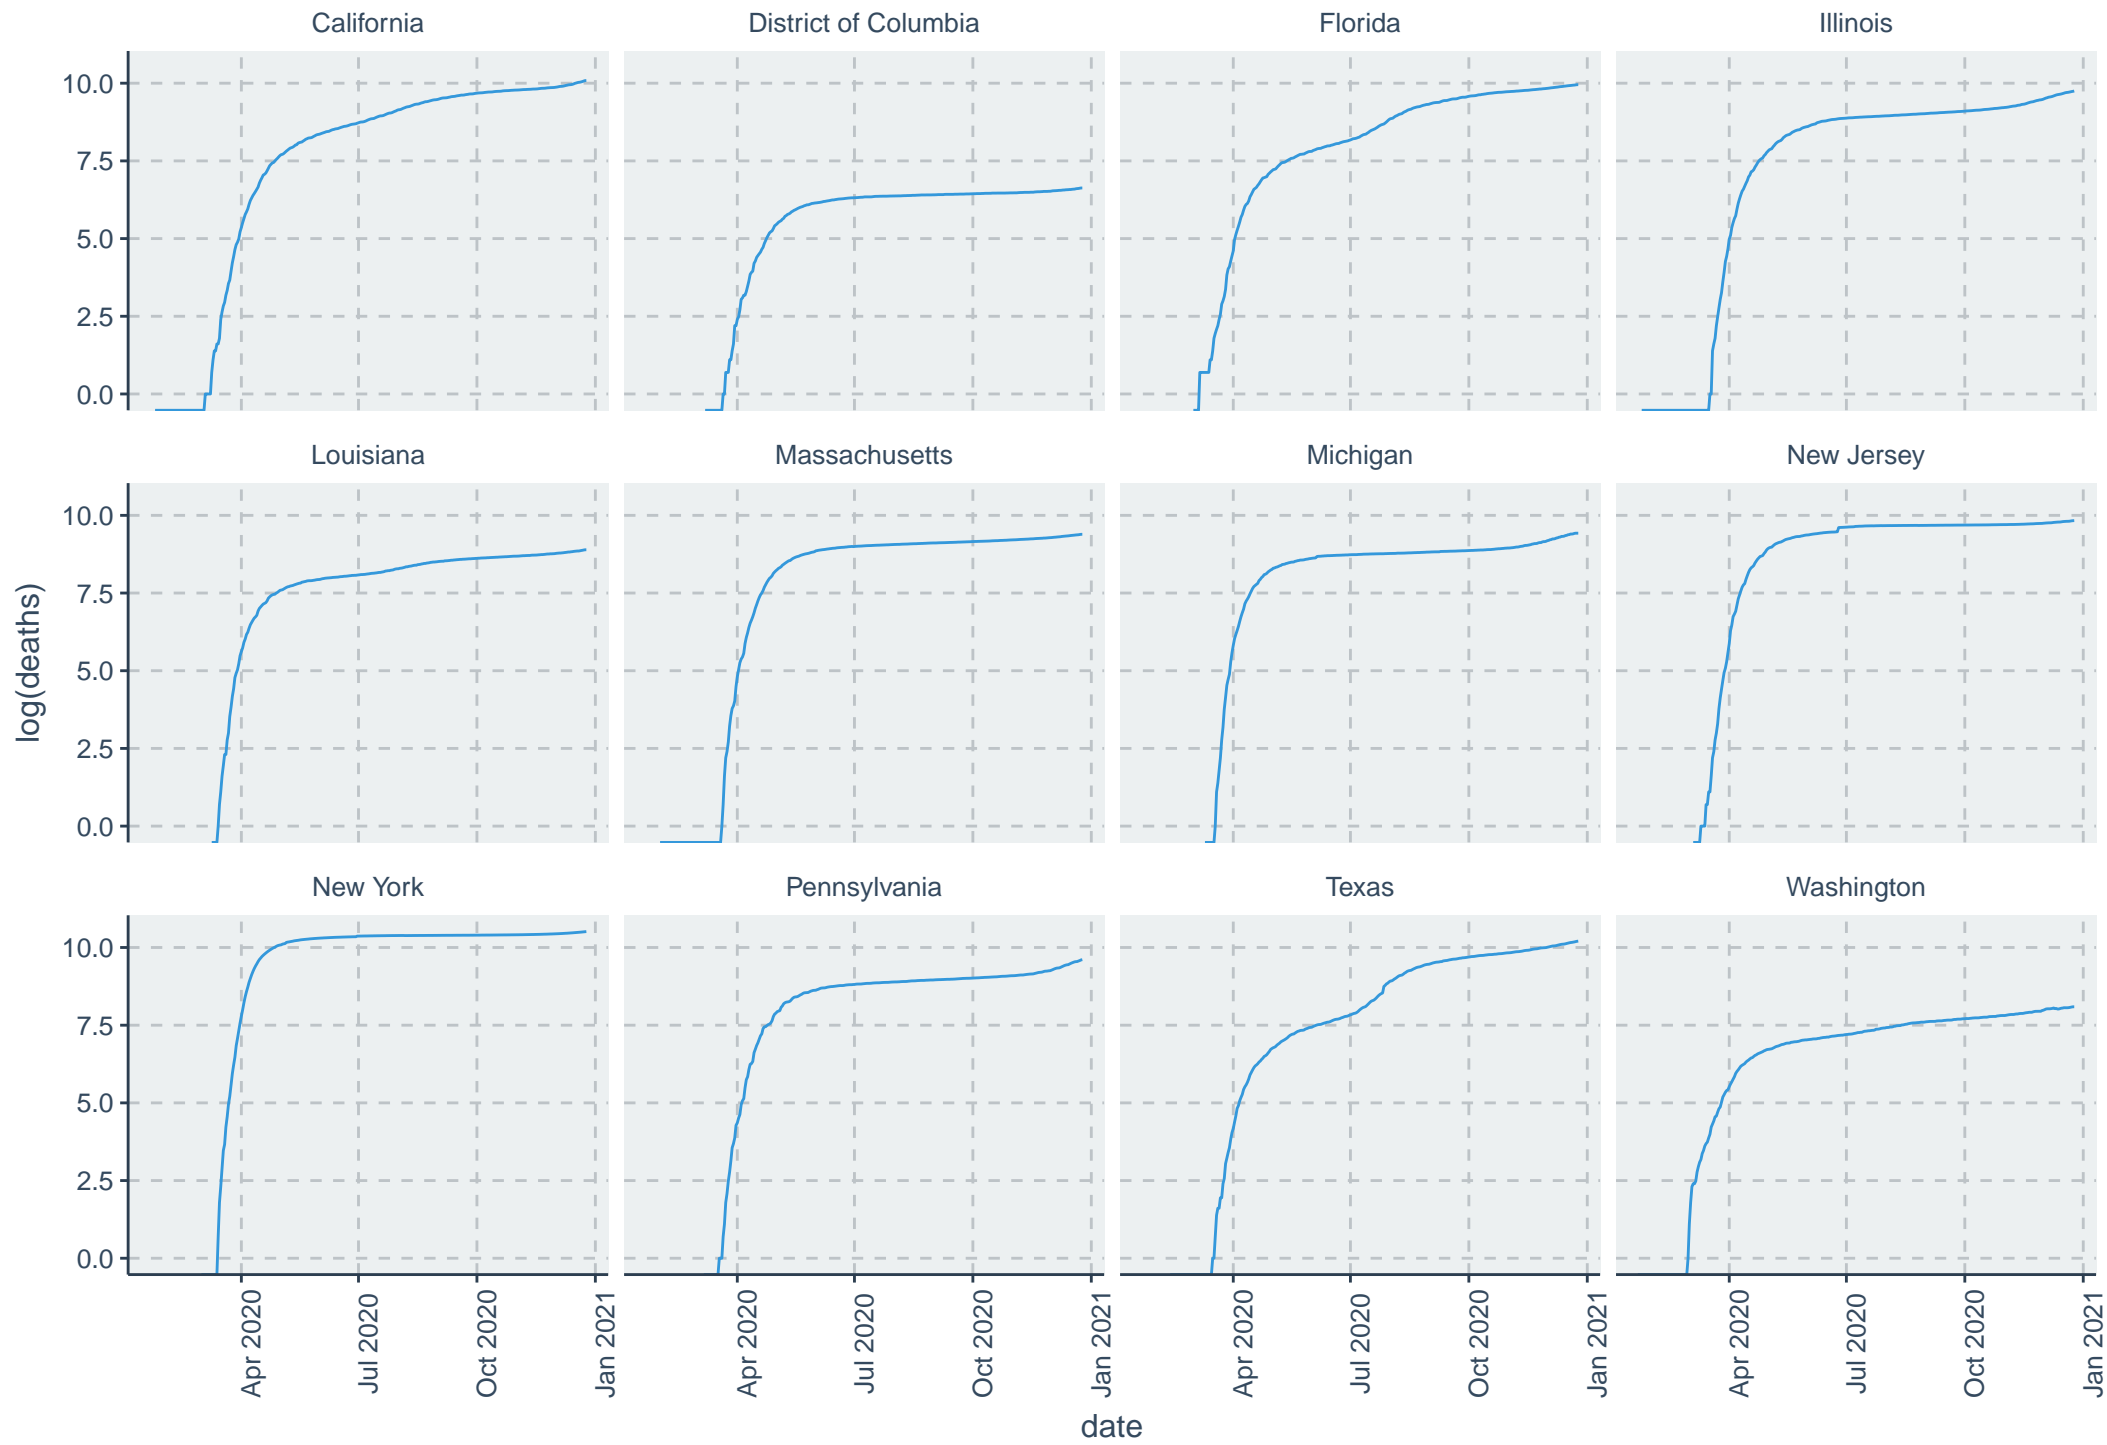 California
District of Columbia
Florida
Illinois
10.0
7.5
5.0
2.5
0.0
Louisiana
Massachusetts
Michigan
New Jersey
10.0
7.5
5.0
2.5
0.0
log(deaths)
New York
Pennsylvania
Texas
Washington
10.0
7.5
5.0
2.5
0.0
Apr 2020
Jul 2020
Oct 2020
Jan 2021
Apr 2020
Jul 2020
Oct 2020
Jan 2021
Apr 2020
Jul 2020
Oct 2020
Jan 2021
Apr 2020
Jul 2020
Oct 2020
Jan 2021
date